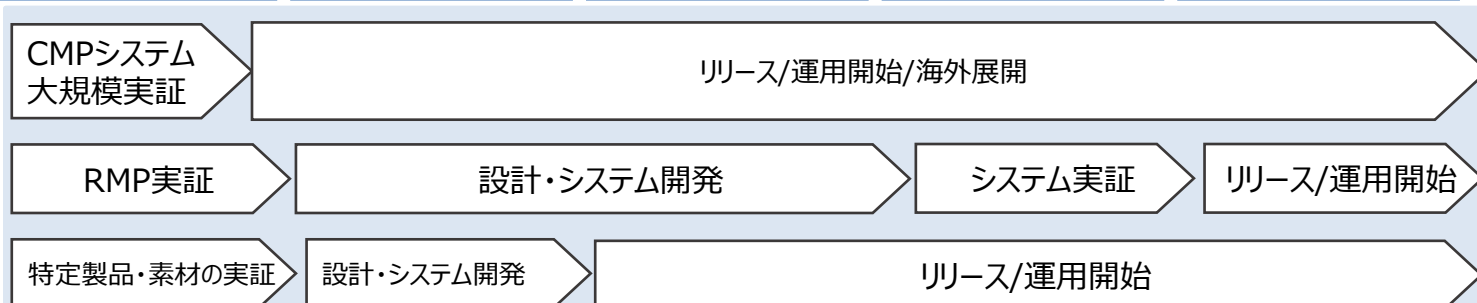 CMPシステム
大規模実証
リリース/運用開始/海外展開
RMP実証
設計・システム開発
システム実証
リリース/運用開始
特定製品・素材の実証
設計・システム開発
リリース/運用開始